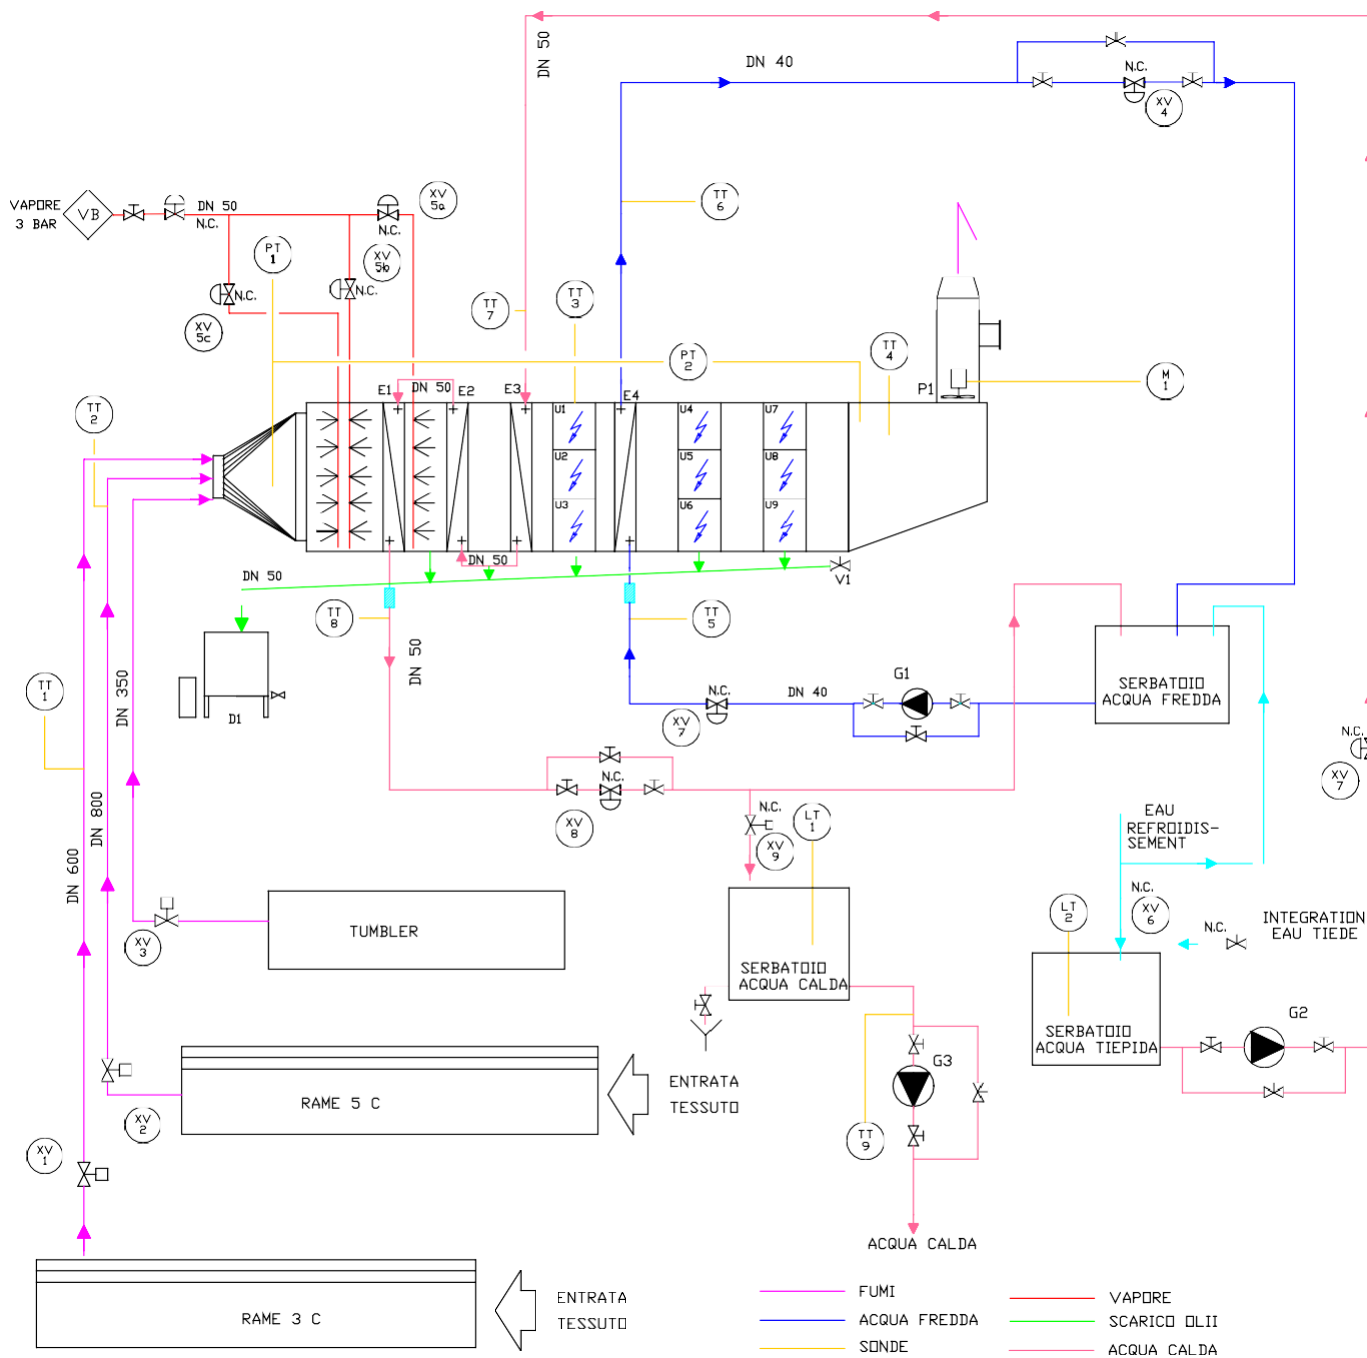 DN 50
DN 40
N.C.
XV
4
VAPORE
3 BAR
VB
DN 50
N.C.
XV
5a
N.C.
PT
1
XV
5b
N.C.
N.C.
XV
5c
TT
6
TT
7
TT
3
PT
2
TT
4
M
1
P1
TT
2
E1
DN 50
E2
E3
E4
U1
U2
U3
U4
U5
U6
U7
U8
U9
DN 50
DN 50
V1
TT
8
DN 50
TT
5
D1
TT
1
DN 350
DN 800
DN 600
G1
N.C.
DN 40
XV
7
SERBATOIO
ACQUA FREDDA
N.C.
XV
7
N.C.
XV
8
N.C.
XV
9
LT
1
EAU
REFROIDIS-
SEMENT
N.C.
XV
6
LT
2
N.C.
INTEGRATION
EAU TIEDE
TUMBLER
XV
3
SERBATOIO
ACQUA CALDA
SERBATOIO
ACQUA TIEPIDA
G2
G3
TT
9
RAME 5 C
ENTRATA
TESSUTO
XV
2
XV
1
ACQUA CALDA
RAME 3 C
ENTRATA
TESSUTO
FUMI
ACQUA FREDDA
SONDE
VAPORE
SCARICO OLII
ACQUA CALDA